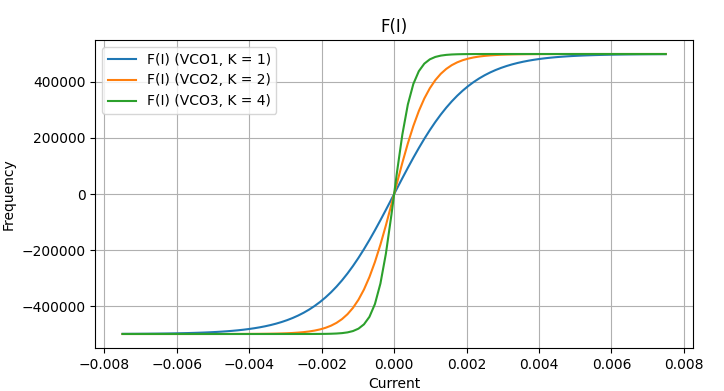 F(I)
F(I) (VCO1, K = 1)
F(I) (VCO2, K = 2)
F(I) (VCO3, K = 4)
Frequency
400000
200000
0
−200000
−400000
−0.008 −0.006 −0.004 −0.002 0.000 0.002 0.004 0.006 0.008
Current